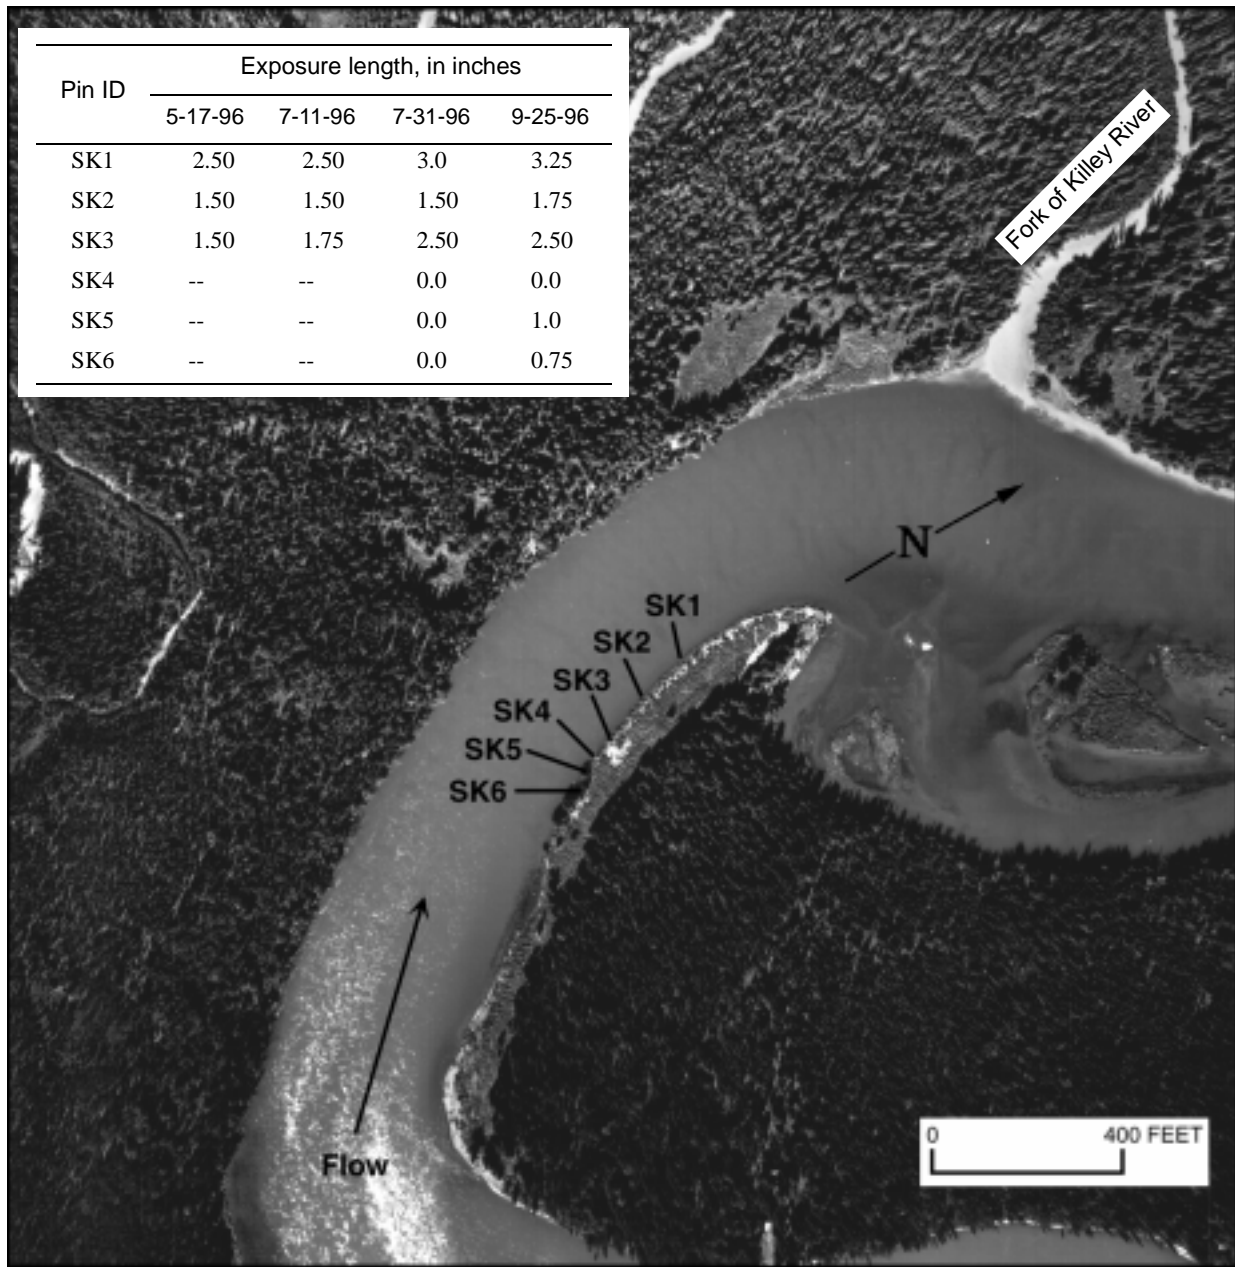 Exposure length, in inches
Pin ID
5-17-96 7-11-96 7-31-96 9-25-96
SK1 2.50 2.50 3.0 3.25
SK2 1.50 1.50 1.50 1.75
SK3 1.50 1.75 2.50 2.50
SK4 -- -- 0.0 0.0
SK5 -- -- 0.0 1.0
SK6 -- -- 0.0 0.75
Fork of Killey River
N
SK1
SK2
SK3
SK4
SK5
SK6
Flow
0 400 FEET